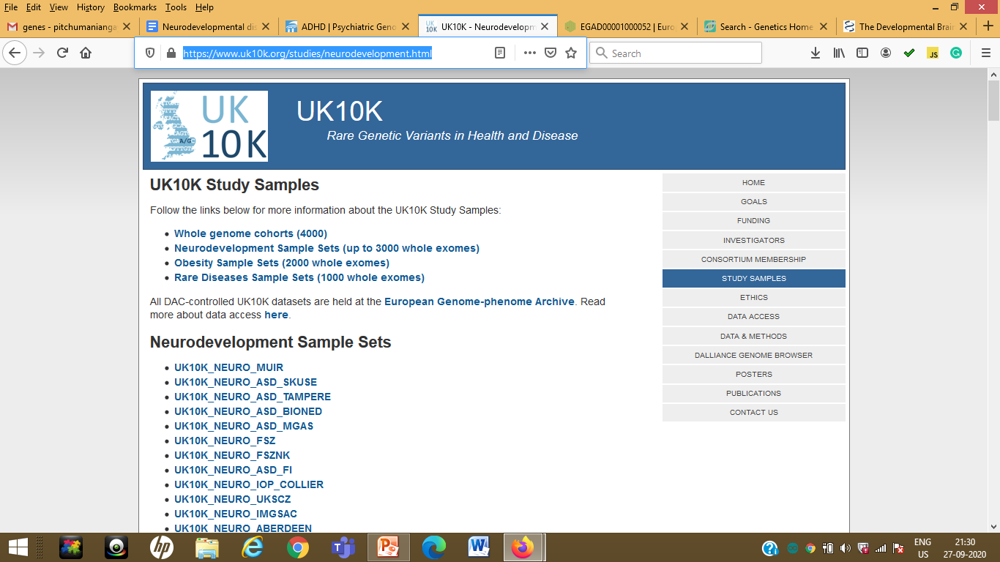 File Edit View History Bookmarks Tools Help
genes - pitchumanianga
Neurodevelopmental dis
ADHD | Psychiatric Geno
UK10K - Neurodevelopm
EGAD00001000052 | Euro
Search - Genetics Home
The Developmental Brai
https://www.uk10k.org/studies/neurodevelopment.html
Search
UK
10K
UK10K
Rare Genetic Variants in Health and Disease
UK10K Study Samples
Follow the links below for more information about the UK10K Study Samples:
Whole genome cohorts (4000)
Neurodevelopment Sample Sets (up to 3000 whole exomes)
Obesity Sample Sets (2000 whole exomes)
Rare Diseases Sample Sets (1000 whole exomes)
All DAC-controlled UK10K datasets are held at the European Genome-phenome Archive. Read
more about data access here.
Neurodevelopment Sample Sets
UK10K_NEURO_MUIR
UK10K_NEURO_ASD_SKUSE
UK10K_NEURO_ASD_TAMPERE
UK10K_NEURO_ASD_BIONED
UK10K_NEURO_ASD_MGAS
UK10K_NEURO_FSZ
UK10K_NEURO_FSZNK
UK10K_NEURO_ASD_FI
UK10K_NEURO_IOP_COLLIER
UK10K_NEURO_UKSCZ
UK10K_NEURO_IMGSAC
UK10K_NEURO_ABERDEEN
HOME
GOALS
FUNDING
INVESTIGATORS
CONSORTIUM MEMBERSHIP
STUDY SAMPLES
ETHICS
DATA ACCESS
DATA & METHODS
DALLIANCE GENOME BROWSER
POSTERS
PUBLICATIONS
CONTACT US
ENG
US
21:30
27-09-2020